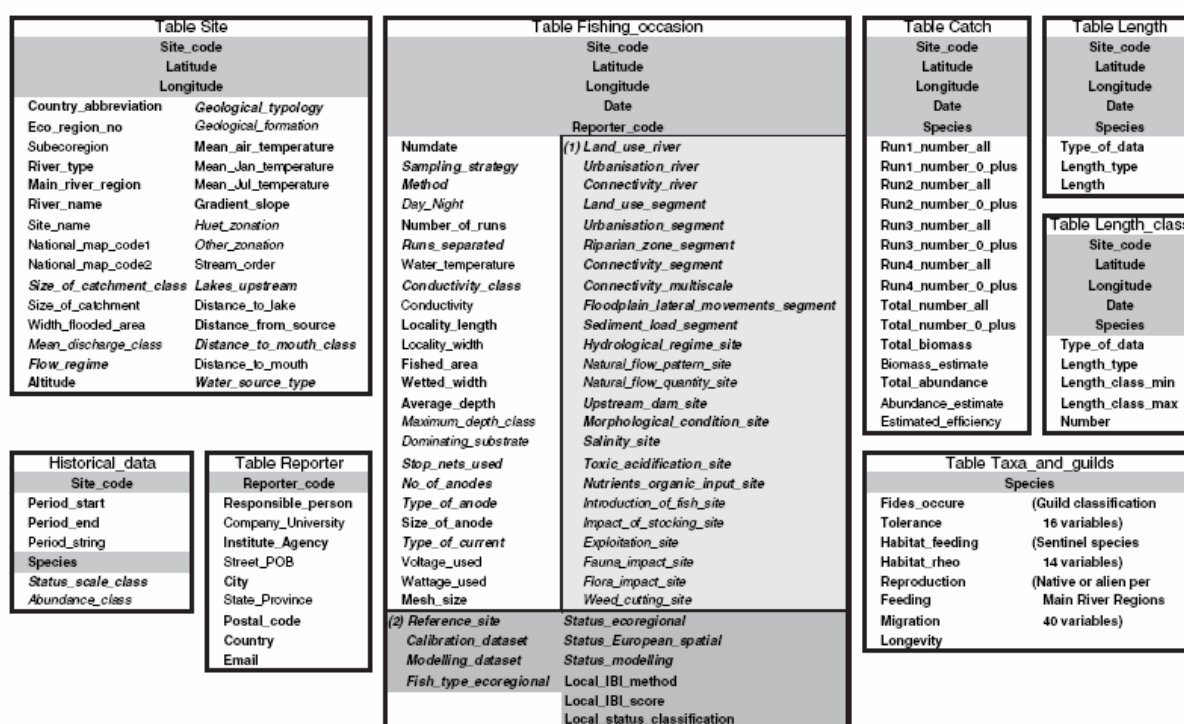 Table Site
Site_code
Latitude
Longitude
Country_abbreviation Geological_typology
Eco_region_no Geological_formation
Subecoregion Mean_air_temperature
River_type Mean_Jan_temperature
Main_river_region Mean_Jul_temperature
River_name Gradient_slope
Site_name Huet_zonation
National_map_code1 Other_zonation
National_map_code2 Stream_order
Size_of_catchment_class Lakes_upstream
Size_of_catchment Distance_to_lake
Width_flooded_area Distance_from_source
Mean_discharge_class Distance_to_mouth_class
Flow_regime Distance_to_mouth
Altitude Water_source_type
Table Fishing_occasion
Site_code
Latitude
Longitude
Date
Reporter_code
Numdate (1) Land_use_river
Sampling_strategy Urbanisation_river
Method Connectivity_river
Day_Night Land_use_segment
Number_of_runs Urbanisation_segment
Runs_separated Riparian_zone_segment
Water_temperature Connectivity_segment
Conductivity_class Connectivity_multiscale
Conductivity Floodplain_lateral_movements_segment
Locality_length Sediment_load_segment
Locality_width Hydrological_regime_site
Fished_area Natural_flow_pattern_site
Wetted_width Natural_flow_quantity_site
Average_depth Upstream_dam_site
Maximum_depth_class Morphological_condition_site
Dominating_substrate Salinity_site
Stop_nets_used Toxic_acidification_site
No_of_anodes Nutrients_organic_input_site
Type_of_anode Introduction_of_fish_site
Size_of_anode Impact_of_stocking_site
Type_of_current Exploitation_site
Voltage_used Fauna_impact_site
Wattage_used Flora_impact_site
Mesh_size Weed_cutting_site
(2) Reference_site Status_ecoregional
Calibration_dataset Status_European_spatial
Modelling_dataset Status_modelling
Fish_type_ecoregional Local_IBI_method
Local_IBI_score
Local_status_classification
Table Catch
Site_code
Latitude
Longitude
Date
Species
Run1_number_all
Run1_number_0_plus
Run2_number_all
Run2_number_0_plus
Run3_number_all
Run3_number_0_plus
Run4_number_all
Run4_number_0_plus
Total_number_all
Total_number_0_plus
Total_biomass
Biomass_estimate
Total_abundance
Abundance_estimate
Estimated_efficiency
Table Length
Site_code
Latitude
Longitude
Date
Species
Type_of_data
Length_type
Length
Table Length_class
Site_code
Latitude
Longitude
Date
Species
Type_of_data
Length_type
Length_class_min
Length_class_max
Number
Historical_data
Site_code
Period_start
Period_end
Period_string
Species
Status_scale_class
Abundance_class
Table Reporter
Reporter_code
Responsible_person
Company_University
Institute_Agency
Street_POB
City
State_Province
Postal_code
Country
Email
Table Taxa_and_guilds
Species
Fides_occure (Guild classification
Tolerance 16 variables)
Habitat_feeding (Sentinel species
Habitat_rheo 14 variables)
Reproduction (Native or alien per
Feeding Main River Regions
Migration 40 variables)
Longevity